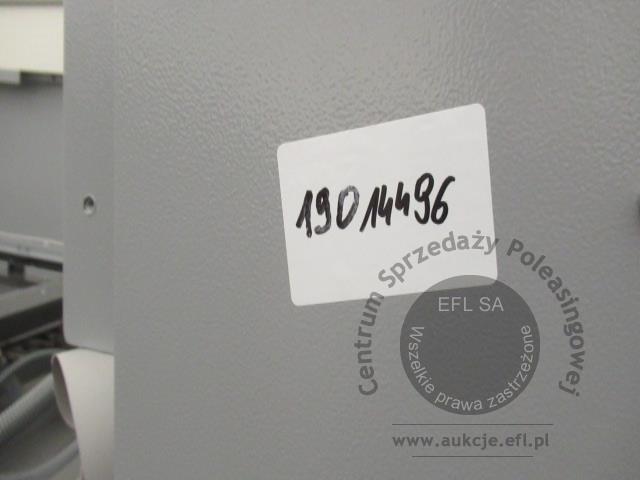 19014496
Centrum Sprzedaży Poleasingowej
EFL SA
Wszelkie prawa zastrzeżone
www.aukcje.efl.pl